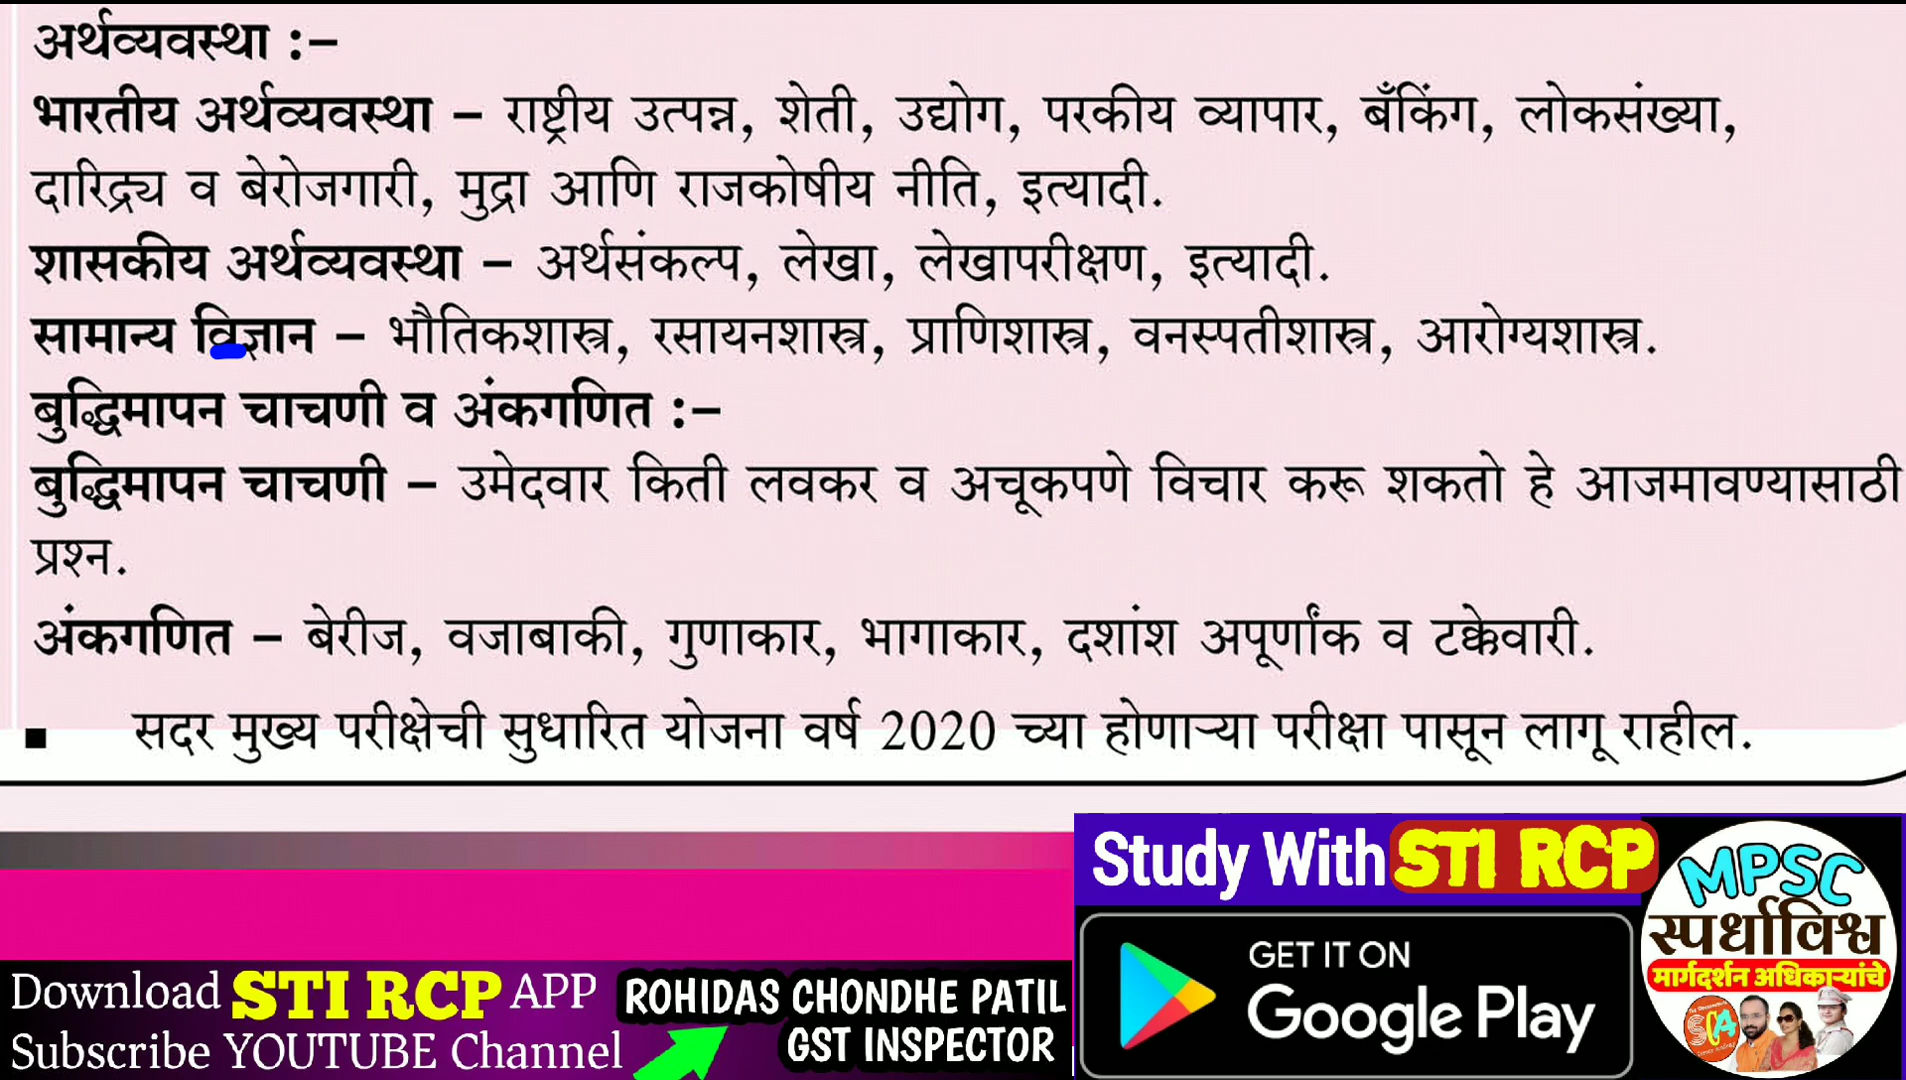 अर्थव्यवस्था :–
भारतीय अर्थव्यवस्था – राष्ट्रीय उत्पन्न, शेती, उद्योग, परकीय व्यापार, बँकिंग, लोकसंख्या,
दारिद्र्य व बेरोजगारी, मुद्रा आणि राजकोषीय नीति, इत्यादी.
शासकीय अर्थव्यवस्था – अर्थसंकल्प, लेखा, लेखापरीक्षण, इत्यादी.
सामान्य विज्ञान – भौतिकशास्त्र, रसायनशास्त्र, प्राणिशास्त्र, वनस्पतीशास्त्र, आरोग्यशास्त्र.
बुद्धिमापन चाचणी व अंकगणित :–
बुद्धिमापन चाचणी – उमेदवार किती लवकर व अचूकपणे विचार करू शकतो हे आजमावण्यासाठी
प्रश्न.
अंकगणित – बेरीज, वजाबाकी, गुणाकार, भागाकार, दशांश अपूर्णांक व टक्केवारी.
▪ सदर मुख्य परीक्षेची सुधारित योजना वर्ष 2020 च्या होणाऱ्या परीक्षा पासून लागू राहील.
Study With STI RCP
GET IT ON
Google Play
MPSC
स्पर्धाविश्व
मार्गदर्शन अधिकाऱ्यांचे
SCA
Download STI RCP APP
Subscribe YOUTUBE Channel
ROHIDAS CHONDHE PATIL
GST INSPECTOR